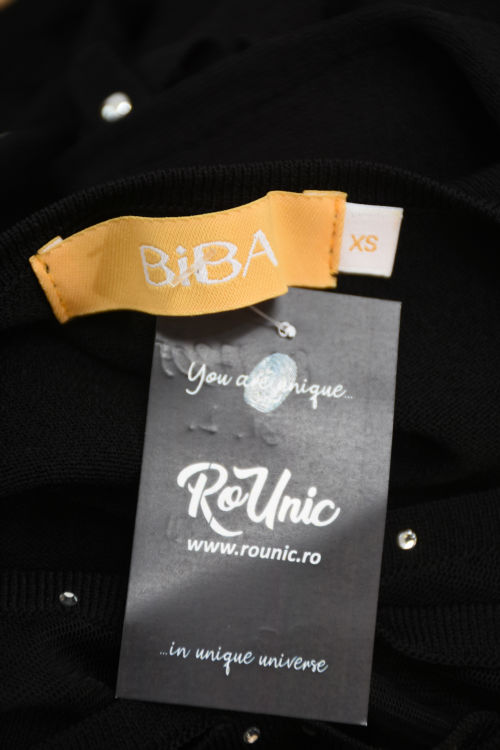 BiBA
XS
You are unique...
RoUnic
www.rounic.ro
...in unique universe